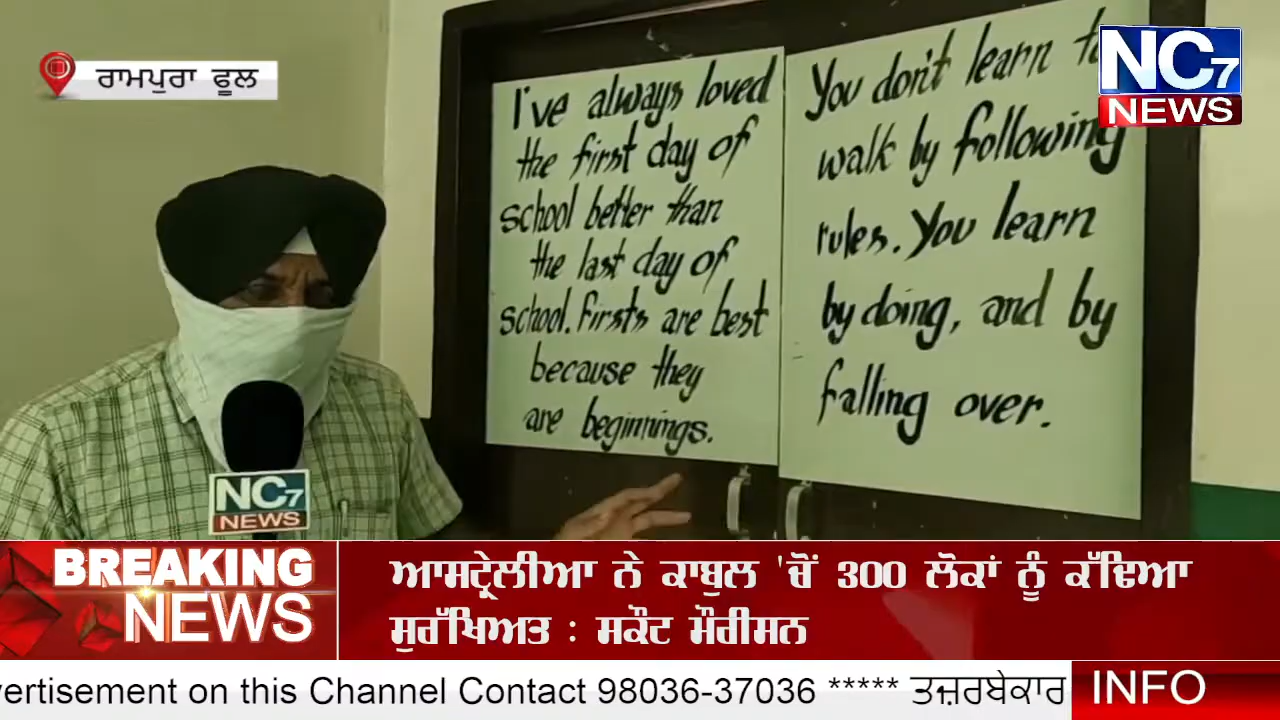 ਰਾਮਪੁਰਾ ਫੂਲ
NC7
NEWS
I've always loved
the first day of
school better than
the last day of
school. Firsts are best
because they
are beginnings.
You don't learn to
walk by following
rules. You learn
by doing, and by
falling over.
NC7
NEWS
BREAKING
NEWS
ਆਸਟ੍ਰੇਲੀਆ ਨੇ ਕਾਬੁਲ 'ਚੋਂ 300 ਲੋਕਾਂ ਨੂੰ ਕੱਢਿਆ
ਸੁਰੱਖਿਅਤ : ਸਕੌਟ ਮੌਰੀਸਨ
vertisement on this Channel Contact 98036-37036 ***** ਤਜ਼ਰਬੇਕਾਰ
INFO